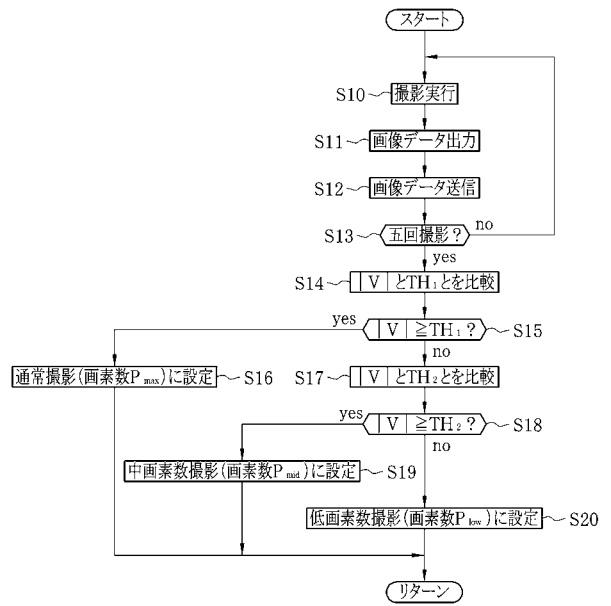 スタート
S10 撮影実行
S11 画像データ出力
S12 画像データ送信
S13 五回撮影? no
yes
S14 |V|とTH₁とを比較
yes |V|≧TH₁? S15
no
通常撮影(画素数Pmax)に設定 S16
S17 |V|とTH₂とを比較
yes |V|≧TH₂? S18
no
中画素数撮影(画素数Pmid)に設定 S19
低画素数撮影(画素数Plow)に設定 S20
リターン